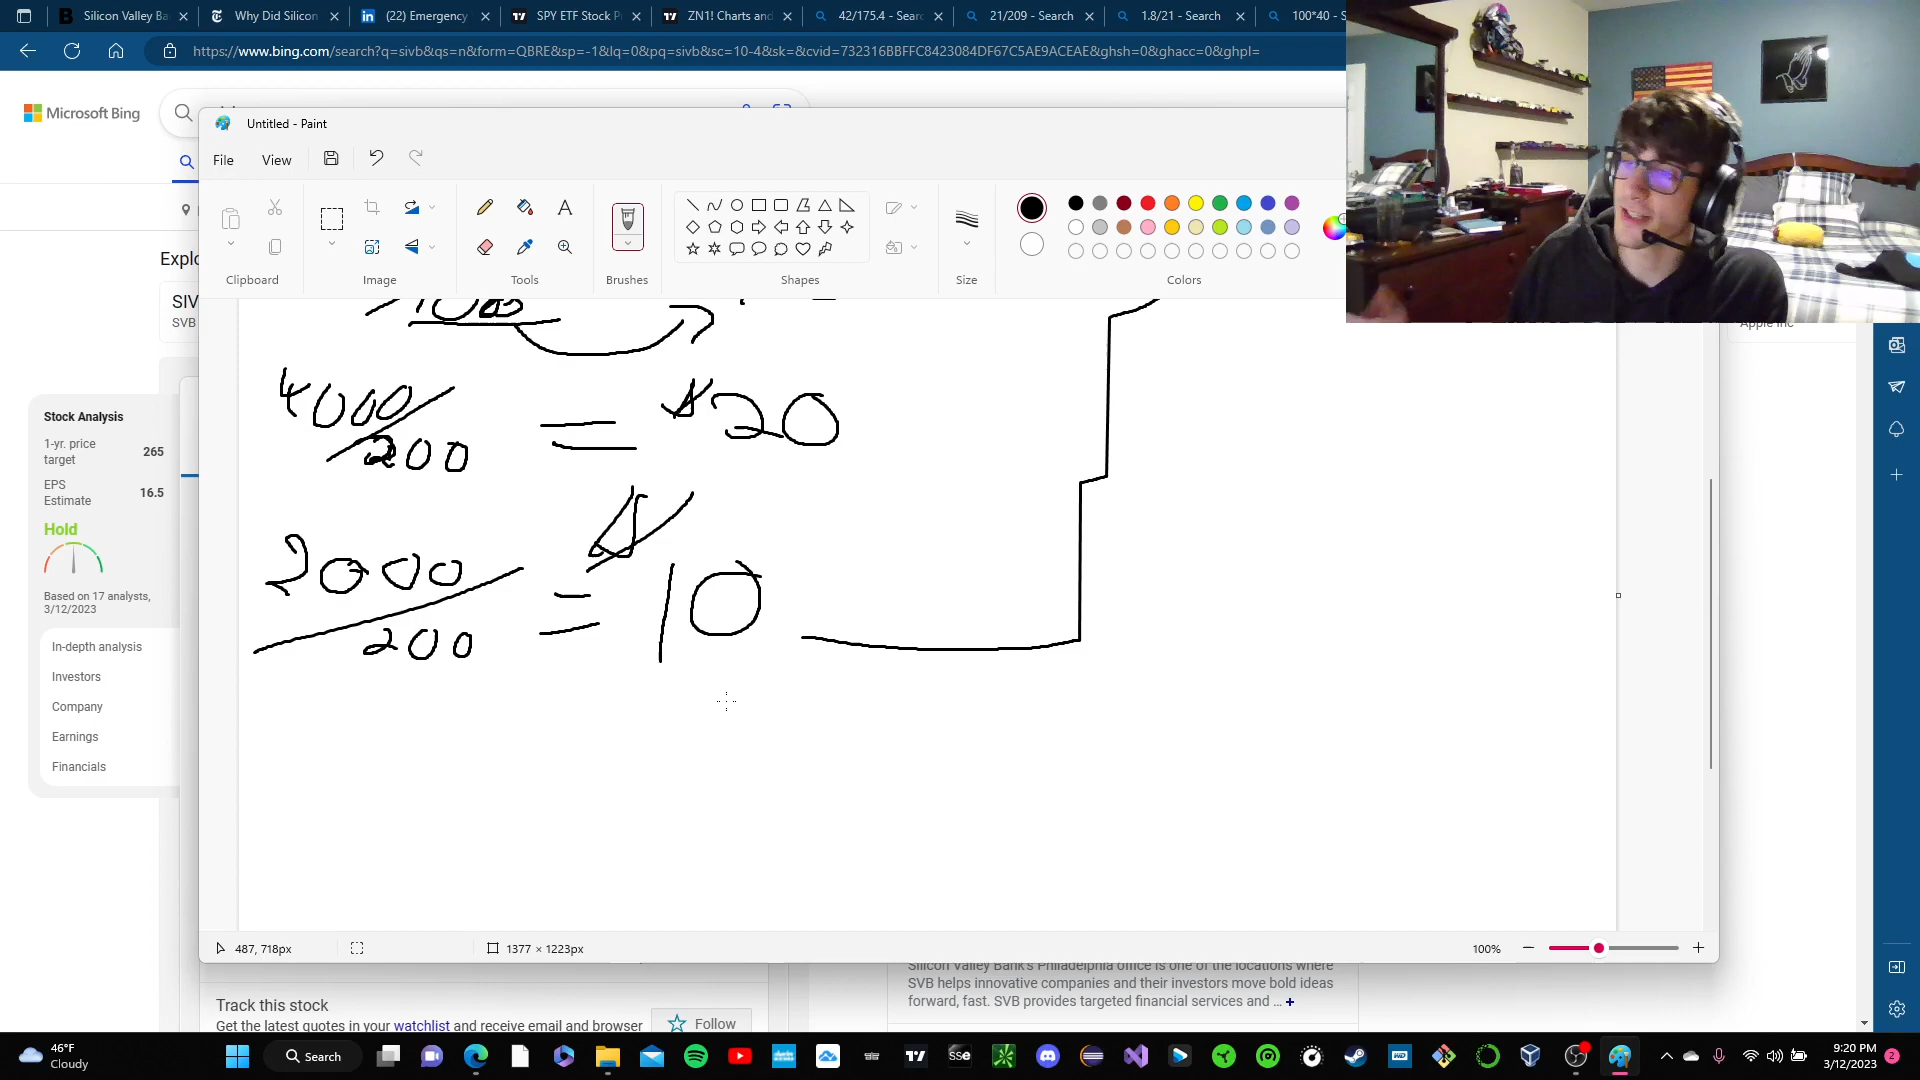 Silicon Valley Ba
Why Did Silicon
(22) Emergency
SPY ETF Stock P
ZN1! Charts and
42/175.4 - Sear
21/209 - Search
1.8/21 - Search
100*40 - S
https://www.bing.com/search?q=sivb&qs=n&form=QBRE&sp=-1&lq=0&pq=sivb&sc=10-4&sk=&cvid=732316BBFFC8423084DF67C5AE9ACEAE&ghsh=0&ghacc=0&ghpl=
Microsoft Bing
Untitled - Paint
File
View
Clipboard
Image
Tools
Brushes
Shapes
Size
Colors
Explo
SIV
SVB
Apple Inc
Stock Analysis
1-yr. price target 265
EPS Estimate 16.5
Hold
Based on 17 analysts,
3/12/2023
In-depth analysis
Investors
Company
Earnings
Financials
4000/200 = $20
2000/200 = $10
487, 718px
1377 × 1223px
100%
Silicon Valley Bank's Philadelphia office is one of the locations where
SVB helps innovative companies and their investors move bold ideas
forward, fast. SVB provides targeted financial services and ... +
Track this stock
Get the latest quotes in your watchlist and receive email and browser
Follow
46°F
Cloudy
Search
sse
9:20 PM
3/12/2023
2